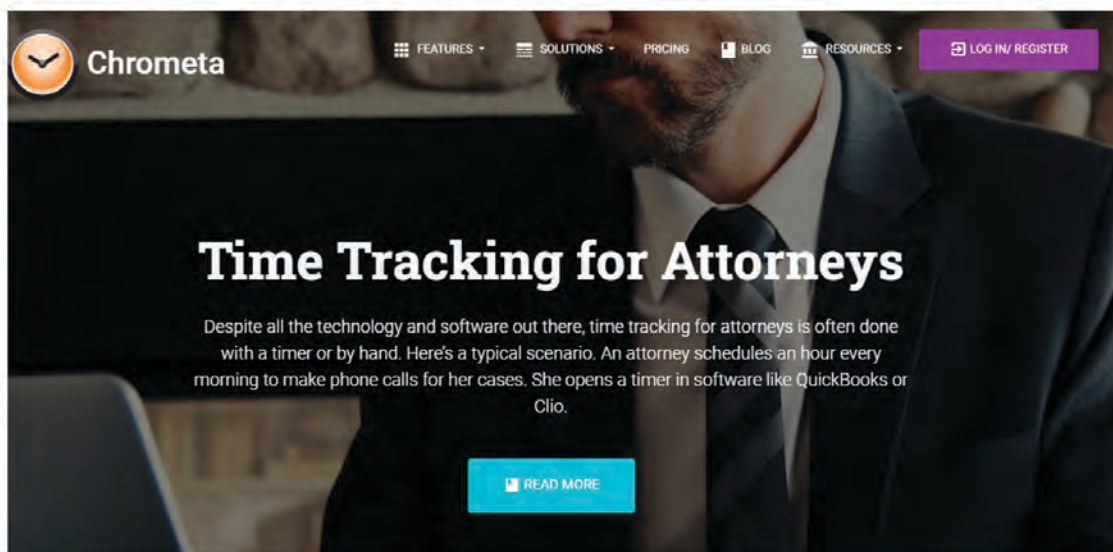 Chrometa
FEATURES
SOLUTIONS
PRICING
BLOG
RESOURCES
LOG IN/ REGISTER
Time Tracking for Attorneys
Despite all the technology and software out there, time tracking for attorneys is often done
with a timer or by hand. Here's a typical scenario. An attorney schedules an hour every
morning to make phone calls for her cases. She opens a timer in software like QuickBooks or
Clio.
READ MORE